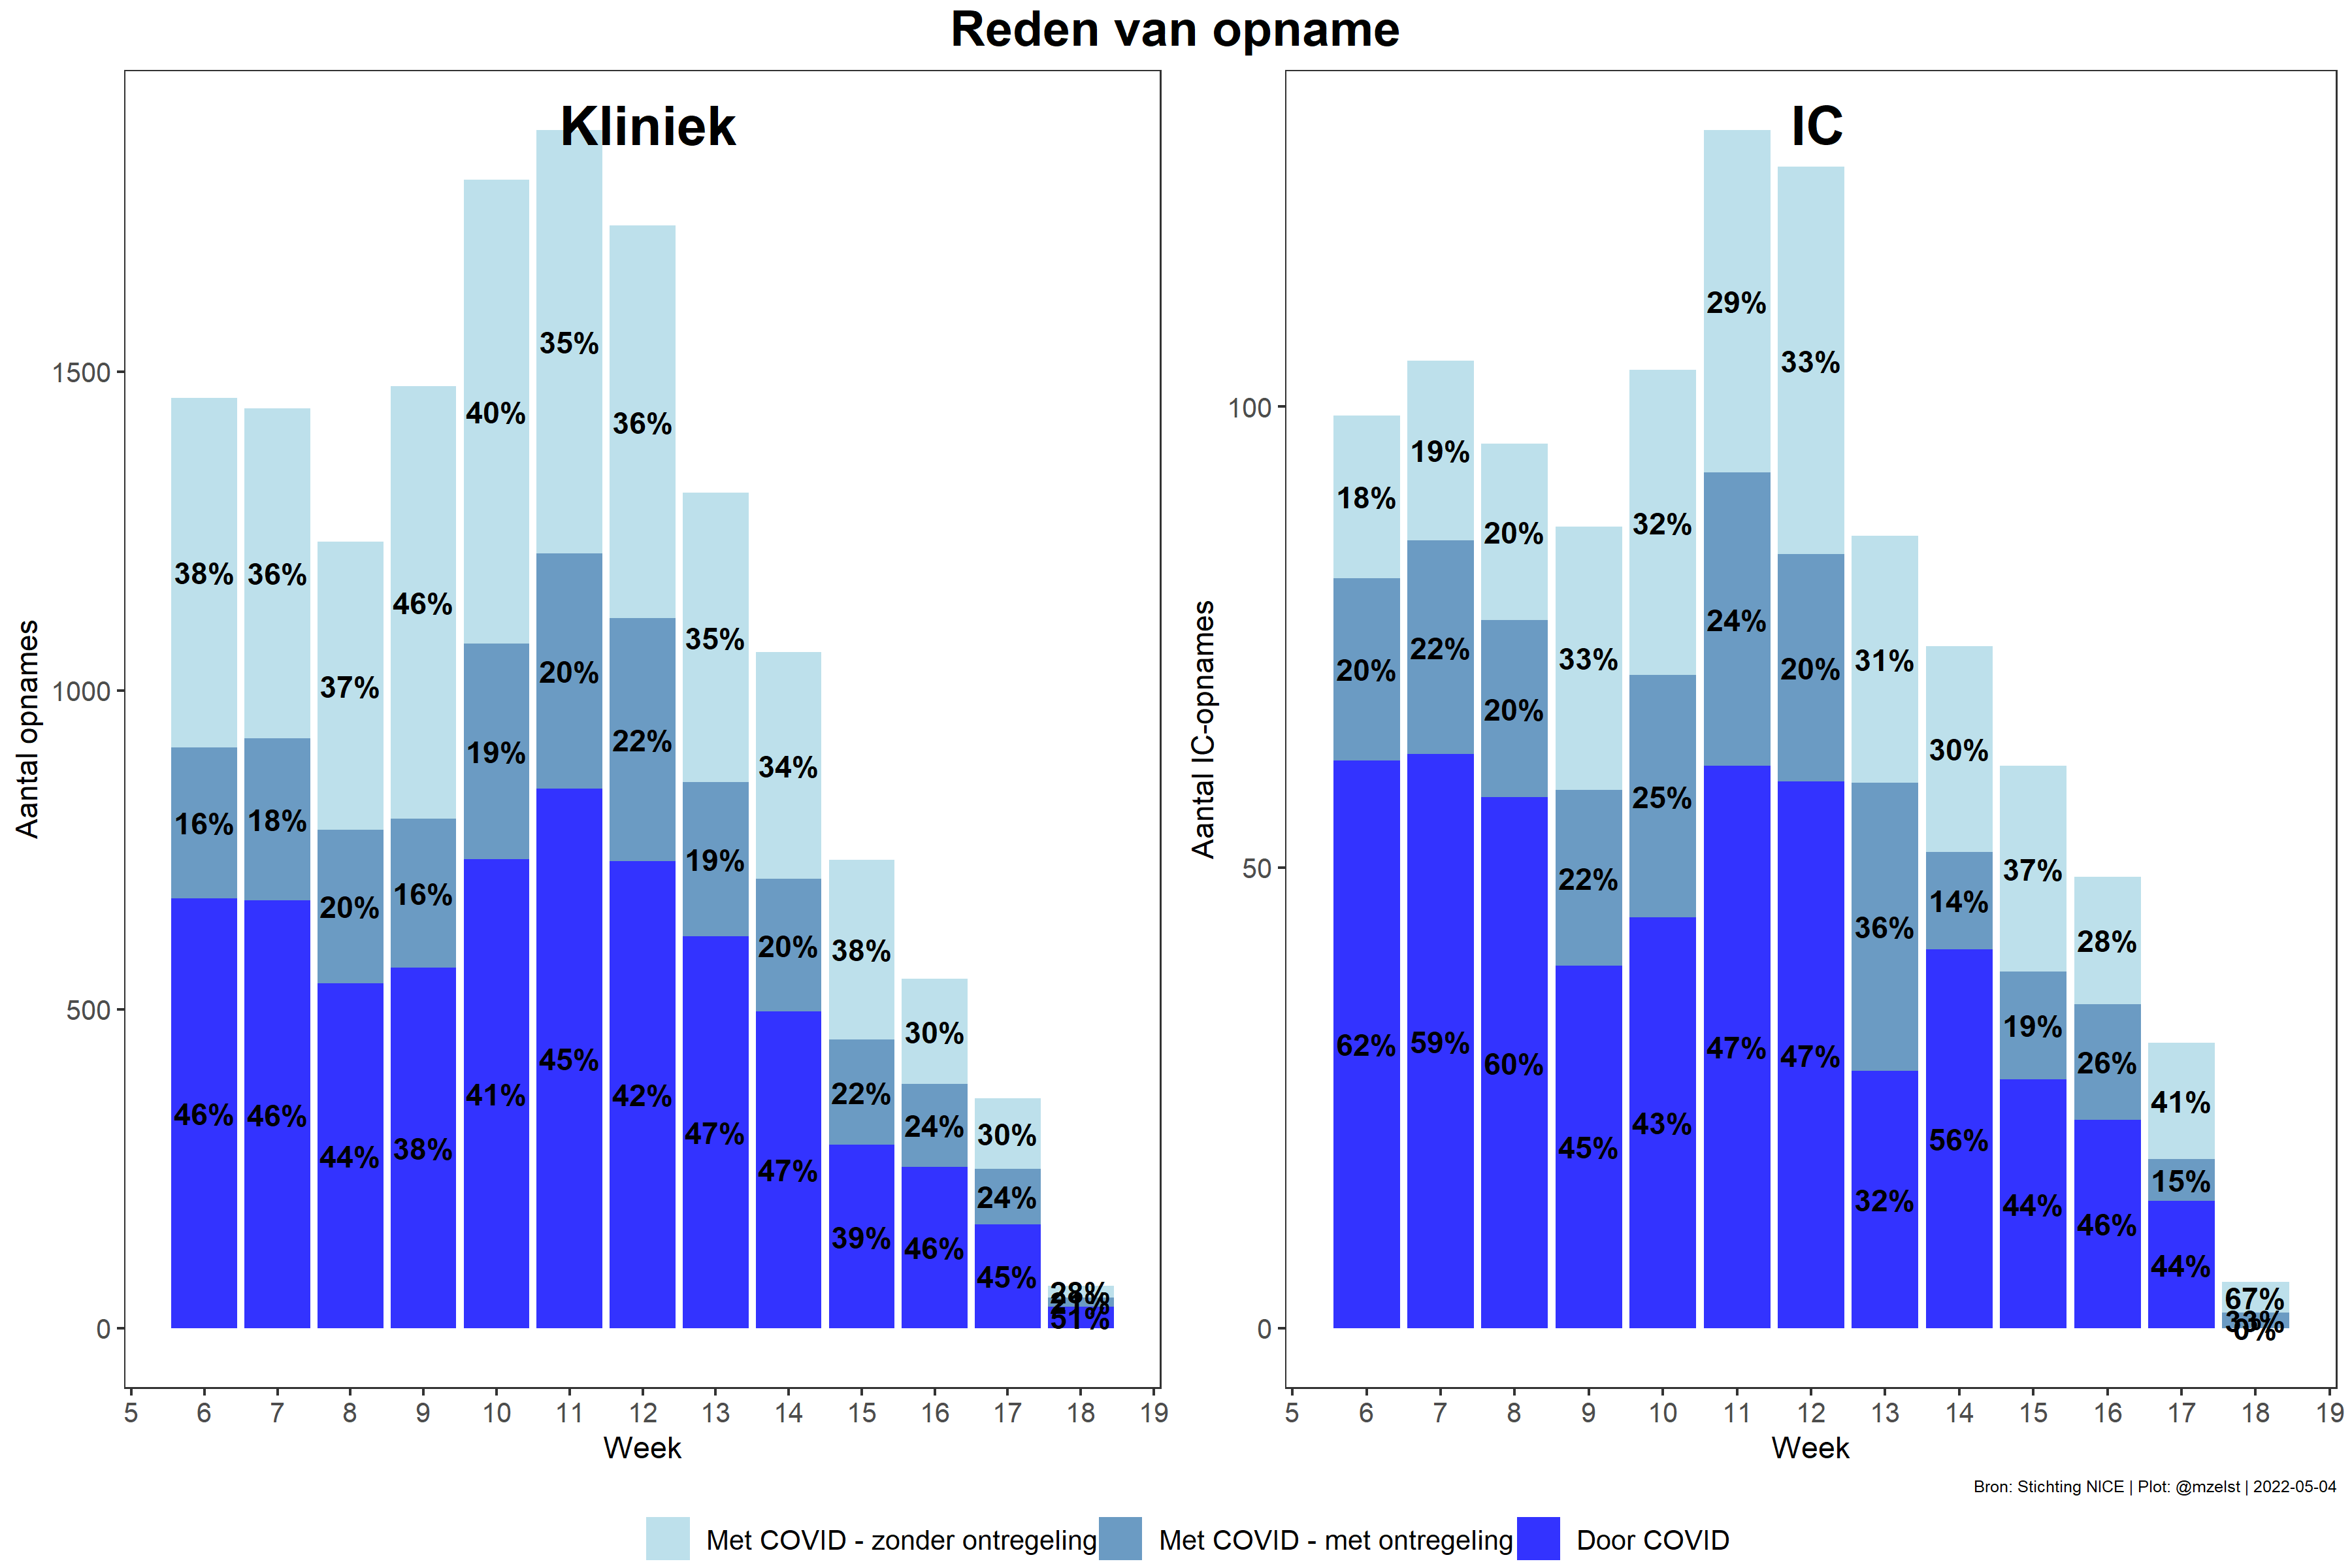 Reden van opname
Kliniek
Aantal opnames
1500
1000
500
0
38% 36% 37% 46% 40% 35% 36% 35% 34% 38% 30% 30% 28%
16% 18% 20% 16% 19% 20% 22% 19% 20% 22% 24% 24% 21%
46% 46% 44% 38% 41% 45% 42% 47% 47% 39% 46% 45% 51%
5 6 7 8 9 10 11 12 13 14 15 16 17 18 19
Week
IC
Aantal IC-opnames
100
50
0
18% 19% 20% 33% 32% 29% 33% 31% 30% 37% 28% 41% 67%
20% 22% 20% 22% 25% 24% 20% 36% 14% 19% 26% 15% 33%
62% 59% 60% 45% 43% 47% 47% 32% 56% 44% 46% 44% 0%
5 6 7 8 9 10 11 12 13 14 15 16 17 18 19
Week
Bron: Stichting NICE | Plot: @mzelst | 2022-05-04
Met COVID - zonder ontregeling Met COVID - met ontregeling Door COVID